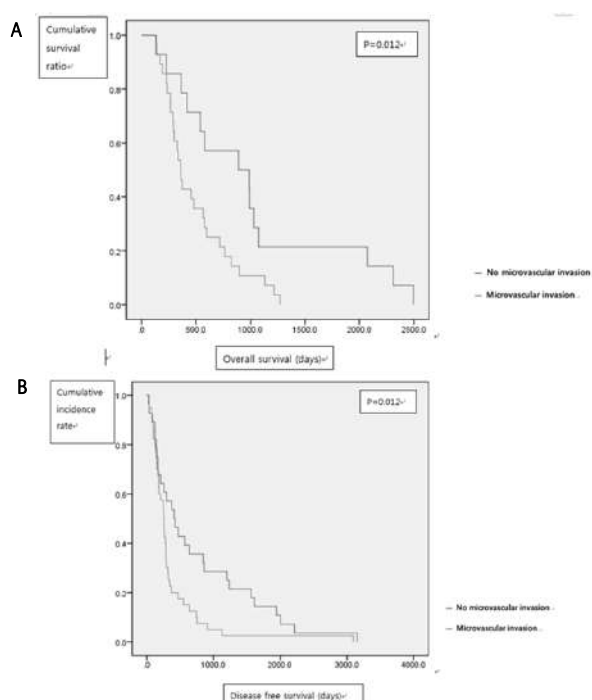 A
Cumulative
survival
ratio↵
P=0.012↵
1.0
0.8
0.6
0.4
0.2
0.0
.0 500.0 1000.0 1500.0 2000.0 2500.0
No microvascular invasion
Microvascular invasion
Overall survival (days)↵
B
Cumulative
incidence
rate↵
P=0.012↵
1.0
0.8
0.6
0.4
0.2
0.0
.0 1000.0 2000.0 3000.0 4000.0
No microvascular invasion
Microvascular invasion
Disease free survival (days)↵